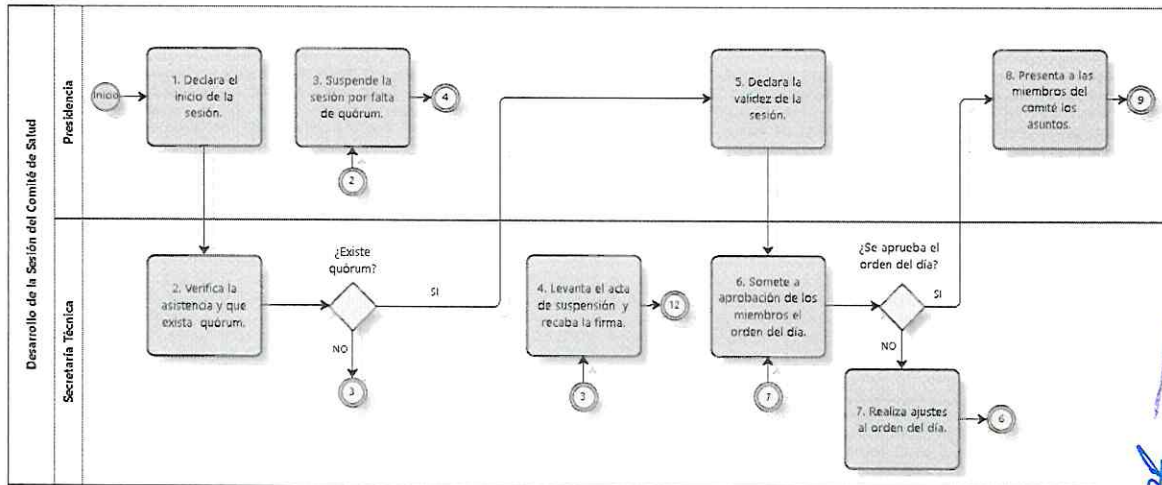 Desarrollo de la Sesión del Comité de Salud
Presidencia
Inicio
1. Declara el
inicio de la
sesión.
3. Suspende la
sesión por falta
de quórum.
4
2
5. Declara la
validez de la
sesión.
8. Presenta a las
miembros del
comité los
asuntos.
9
Secretaría Técnica
2. Verifica la
asistencia y que
exista quórum.
¿Existe
quórum?
SI
NO
3
4. Levanta el acta
de suspensión y
recaba la firma.
12
3
6. Somete a
aprobación de los
miembros el
orden del día.
7
¿Se aprueba el
orden del día?
SI
NO
7. Realiza ajustes
al orden del día.
6